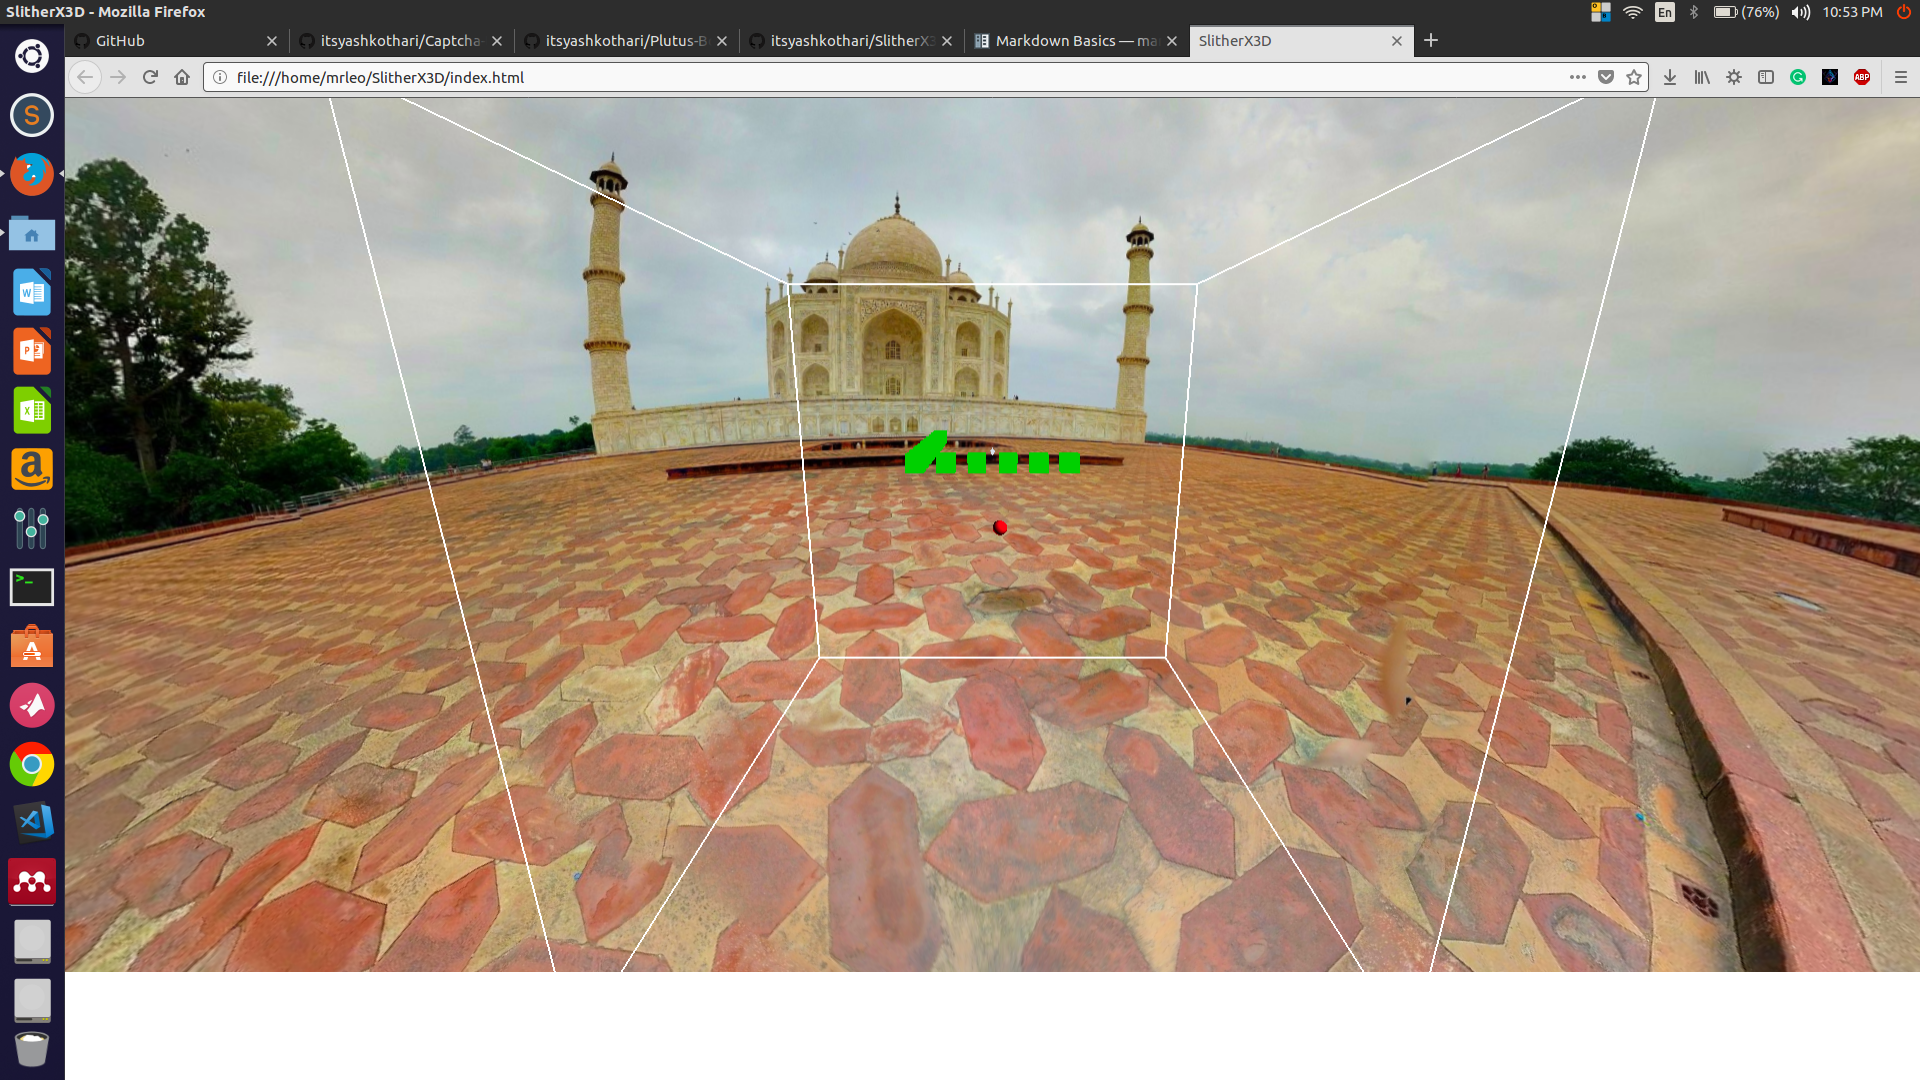 SlitherX3D - Mozilla Firefox
En
(76%)
10:53 PM
GitHub
itsyashkothari/Captcha-
itsyashkothari/Plutus-B
itsyashkothari/SlitherX3
Markdown Basics — ma
SlitherX3D
file:///home/mrleo/SlitherX3D/index.html
ABP
S
W
P
X
a
>_